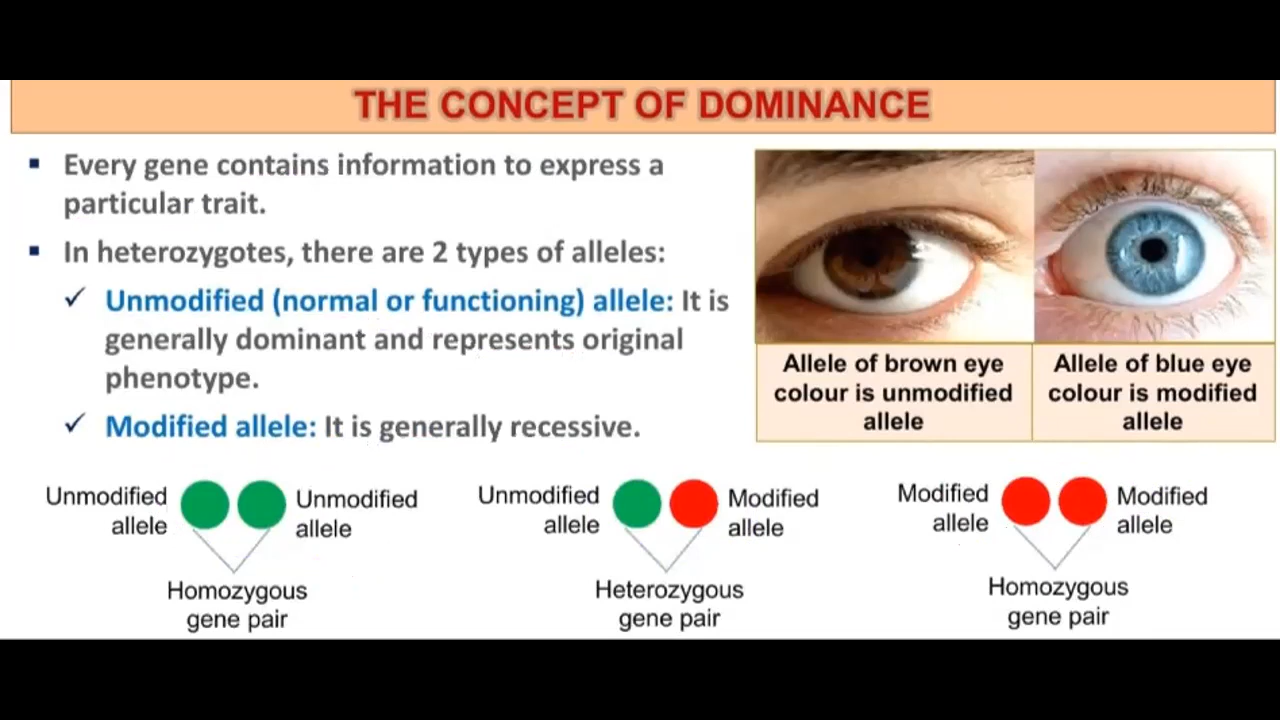 THE CONCEPT OF DOMINANCE
Every gene contains information to express a
particular trait.
In heterozygotes, there are 2 types of alleles:
Unmodified (normal or functioning) allele: It is
generally dominant and represents original
phenotype.
Modified allele: It is generally recessive.
Allele of brown eye
colour is unmodified
allele
Allele of blue eye
colour is modified
allele
Unmodified
allele
Unmodified
allele
Homozygous
gene pair
Unmodified
allele
Modified
allele
Heterozygous
gene pair
Modified
allele
Modified
allele
Homozygous
gene pair